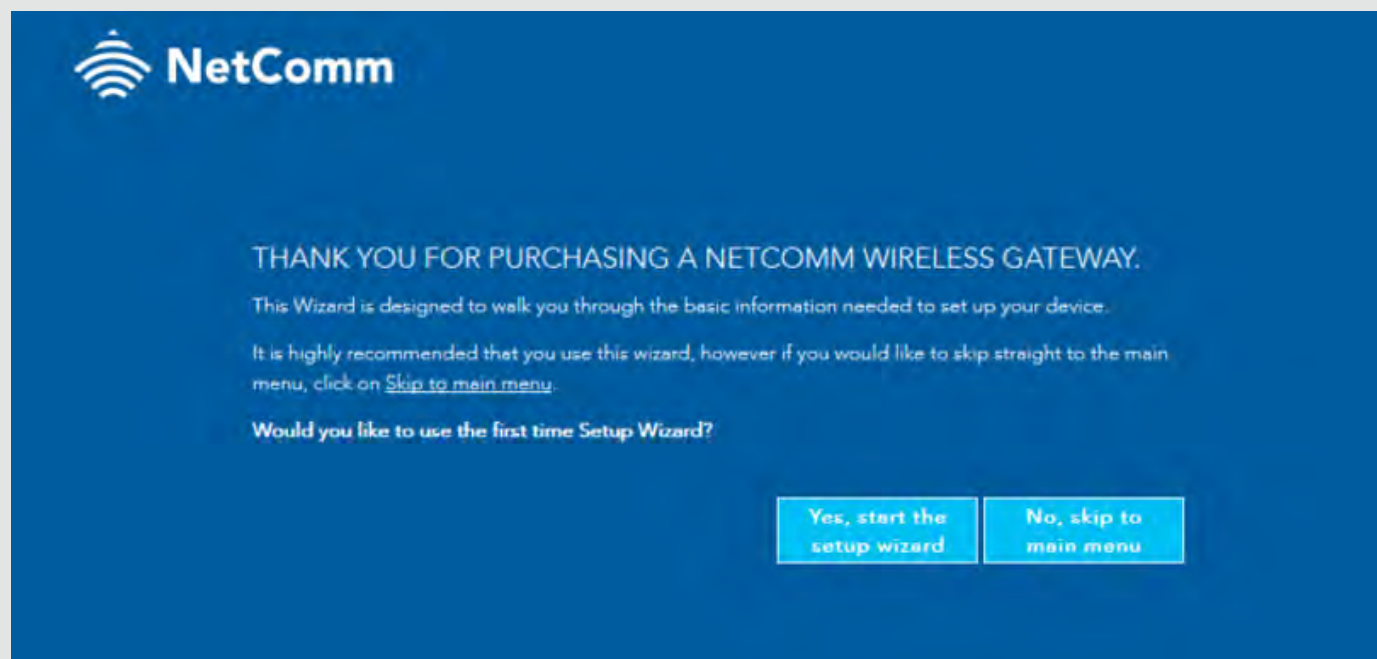 NetComm
THANK YOU FOR PURCHASING A NETCOMM WIRELESS GATEWAY.
This Wizard is designed to walk you through the basic information needed to set up your device.
It is highly recommended that you use this wizard, however if you would like to skip straight to the main
menu, click on Skip to main menu.
Would you like to use the first time Setup Wizard?
Yes, start the
setup wizard
No, skip to
main menu